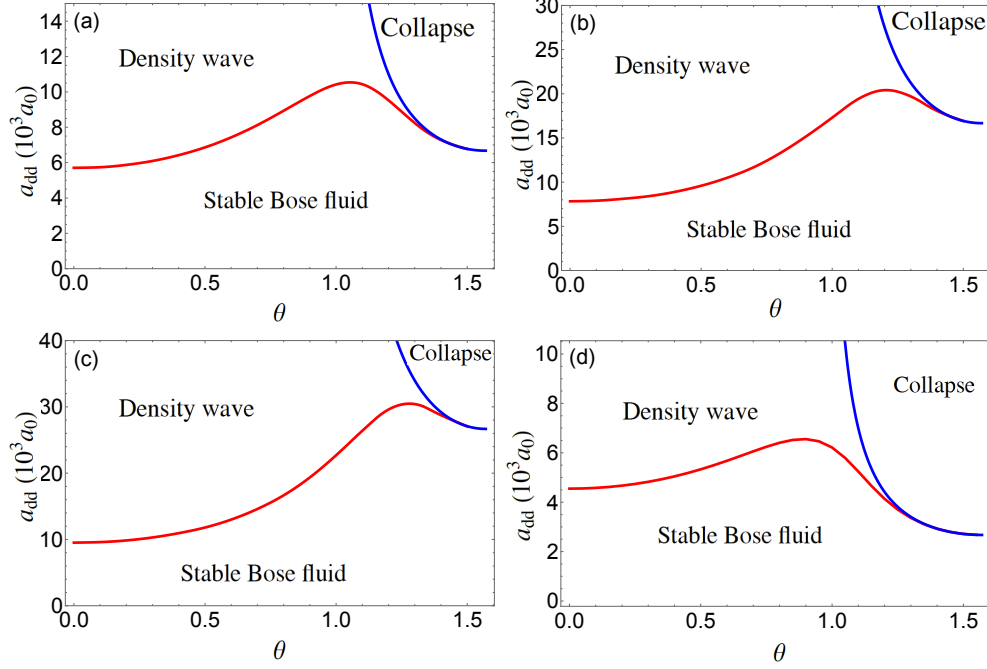 (a)
Collapse
Density wave
Stable Bose fluid
a_dd (10^3 a_0)
14
12
10
8
6
4
2
0
0.0
0.5
1.0
1.5
θ
(b)
Collapse
Density wave
Stable Bose fluid
a_dd (10^3 a_0)
30
25
20
15
10
5
0
0.0
0.5
1.0
1.5
θ
(c)
Collapse
Density wave
Stable Bose fluid
a_dd (10^3 a_0)
40
30
20
10
0
0.0
0.5
1.0
1.5
θ
(d)
Collapse
Density wave
Stable Bose fluid
a_dd (10^3 a_0)
10
8
6
4
2
0
0.0
0.5
1.0
1.5
θ